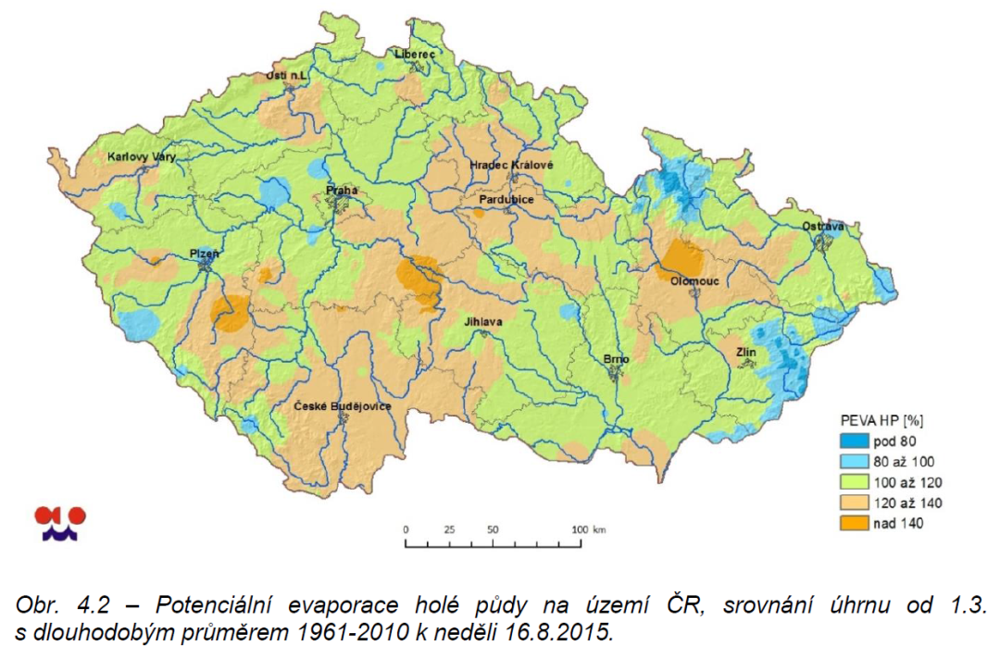 Liberec
Ústí n.L.
Karlovy Vary
Hradec Králové
Praha
Pardubice
Ostrava
Plzeň
Olomouc
Jihlava
Zlín
Brno
České Budějovice
PEVA HP [%]
pod 80
80 až 100
100 až 120
120 až 140
nad 140
0 25 50 100 km
Obr. 4.2 – Potenciální evaporace holé půdy na území ČR, srovnání úhrnu od 1.3.
s dlouhodobým průměrem 1961-2010 k neděli 16.8.2015.